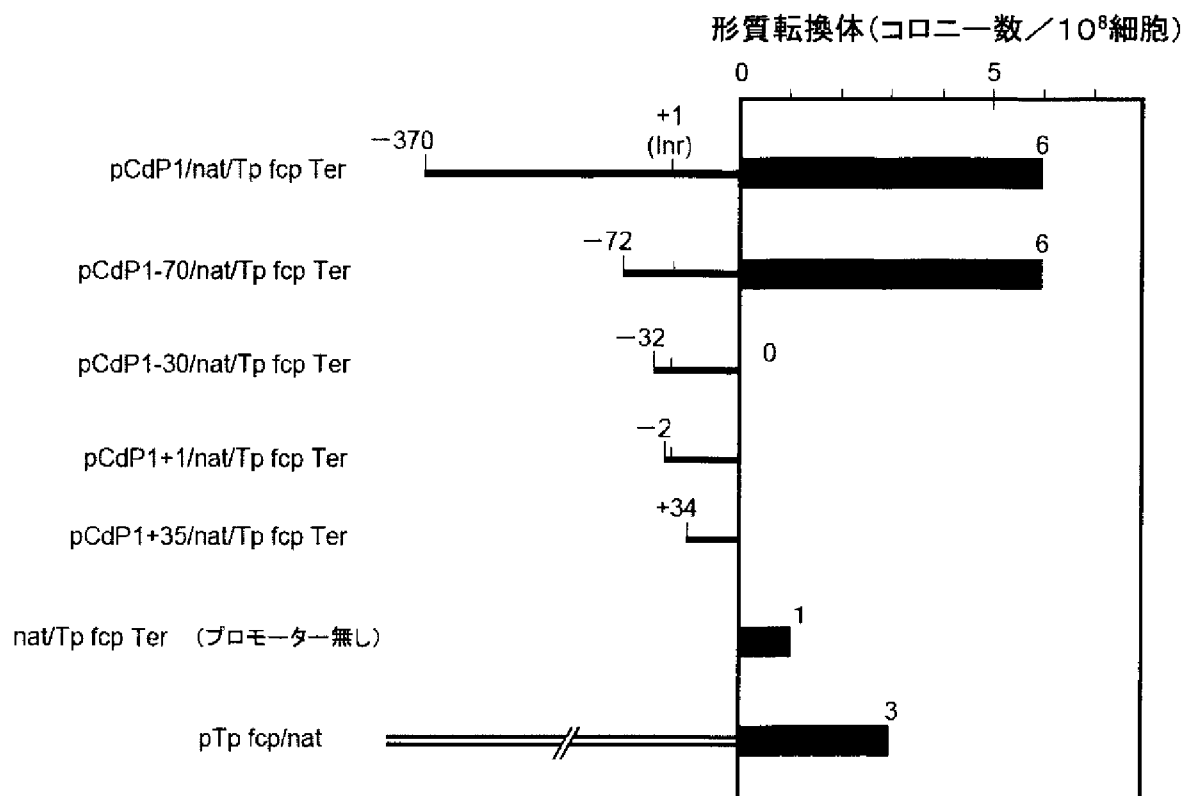 形質転換体(コロニー数/10⁸細胞)
0 5
−370 +1 (Inr)
pCdP1/nat/Tp fcp Ter 6
−72
pCdP1-70/nat/Tp fcp Ter 6
−32
pCdP1-30/nat/Tp fcp Ter 0
−2
pCdP1+1/nat/Tp fcp Ter
+34
pCdP1+35/nat/Tp fcp Ter
nat/Tp fcp Ter (プロモーター無し) 1
pTp fcp/nat 3